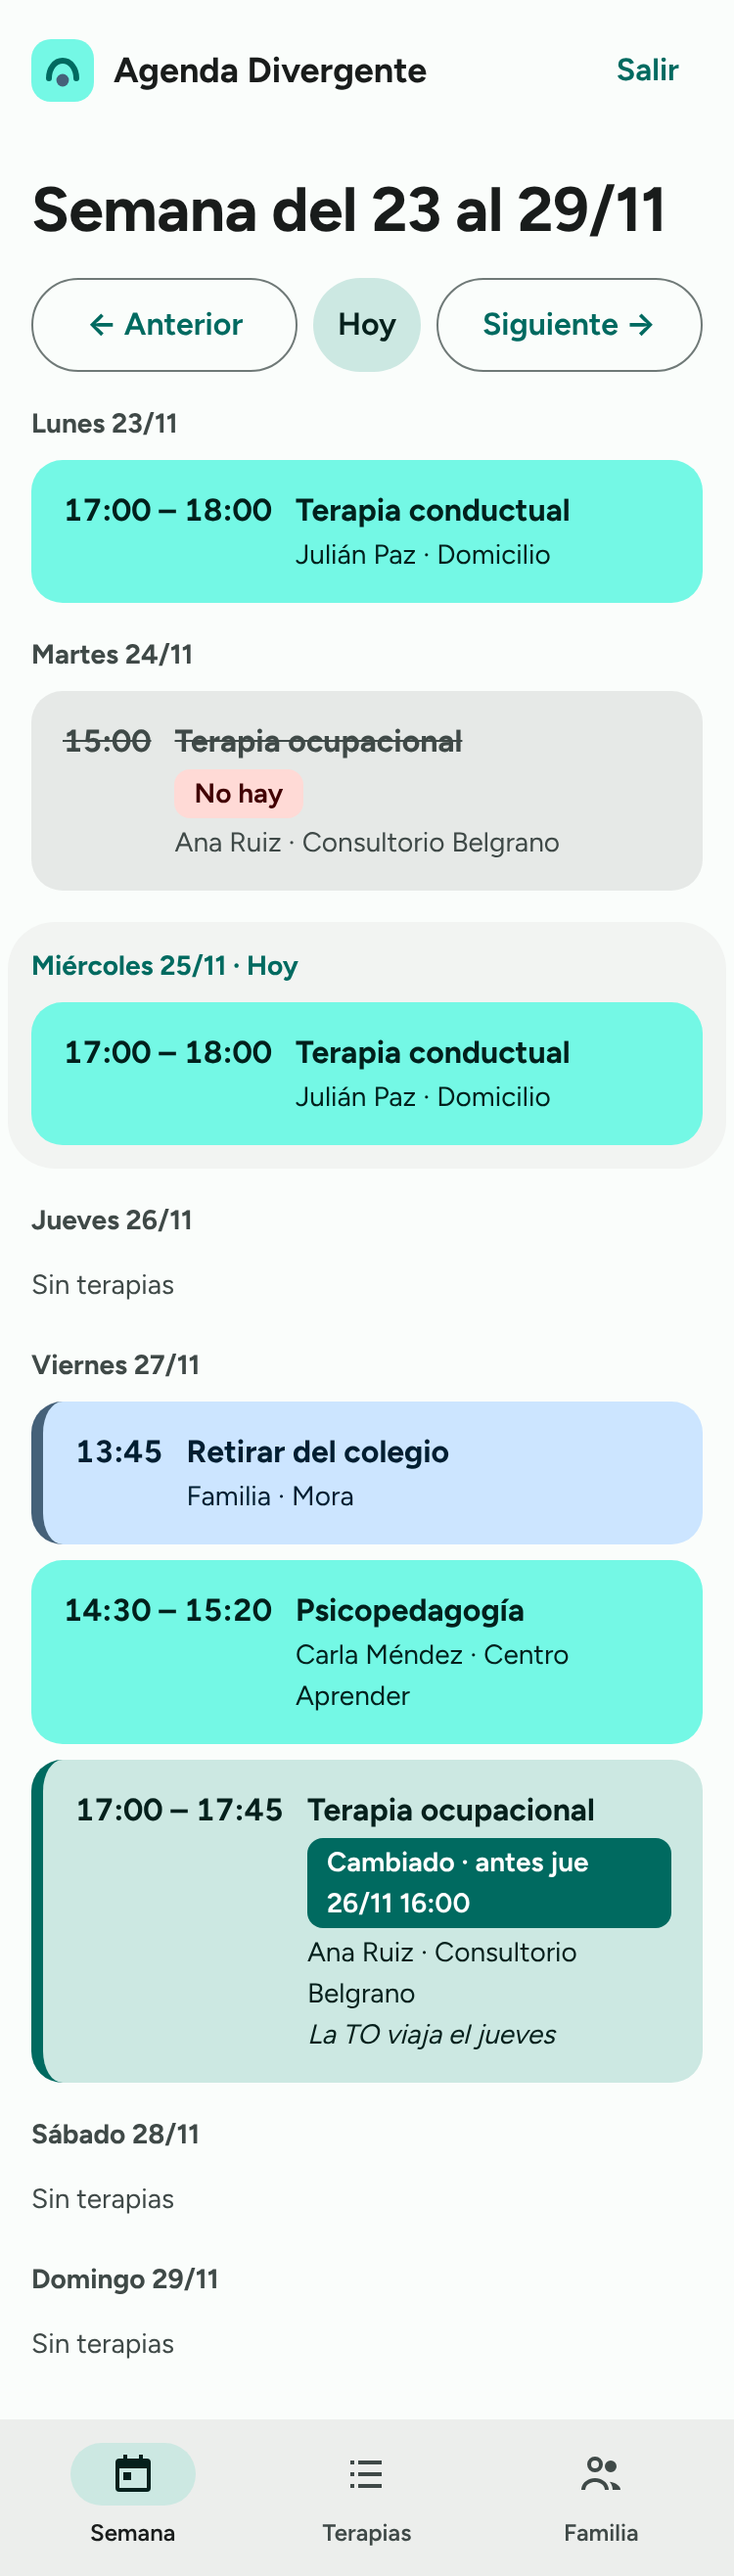 Agenda Divergente
Salir
Semana del 23 al 29/11
← Anterior
Hoy
Siguiente →
Lunes 23/11
17:00 – 18:00 Terapia conductual
Julián Paz · Domicilio
Martes 24/11
15:00 Terapia ocupacional
No hay
Ana Ruiz · Consultorio Belgrano
Miércoles 25/11 · Hoy
17:00 – 18:00 Terapia conductual
Julián Paz · Domicilio
Jueves 26/11
Sin terapias
Viernes 27/11
13:45 Retirar del colegio
Familia · Mora
14:30 – 15:20 Psicopedagogía
Carla Méndez · Centro
Aprender
17:00 – 17:45 Terapia ocupacional
Cambiado · antes jue
26/11 16:00
Ana Ruiz · Consultorio
Belgrano
La TO viaja el jueves
Sábado 28/11
Sin terapias
Domingo 29/11
Sin terapias
Semana
Terapias
Familia